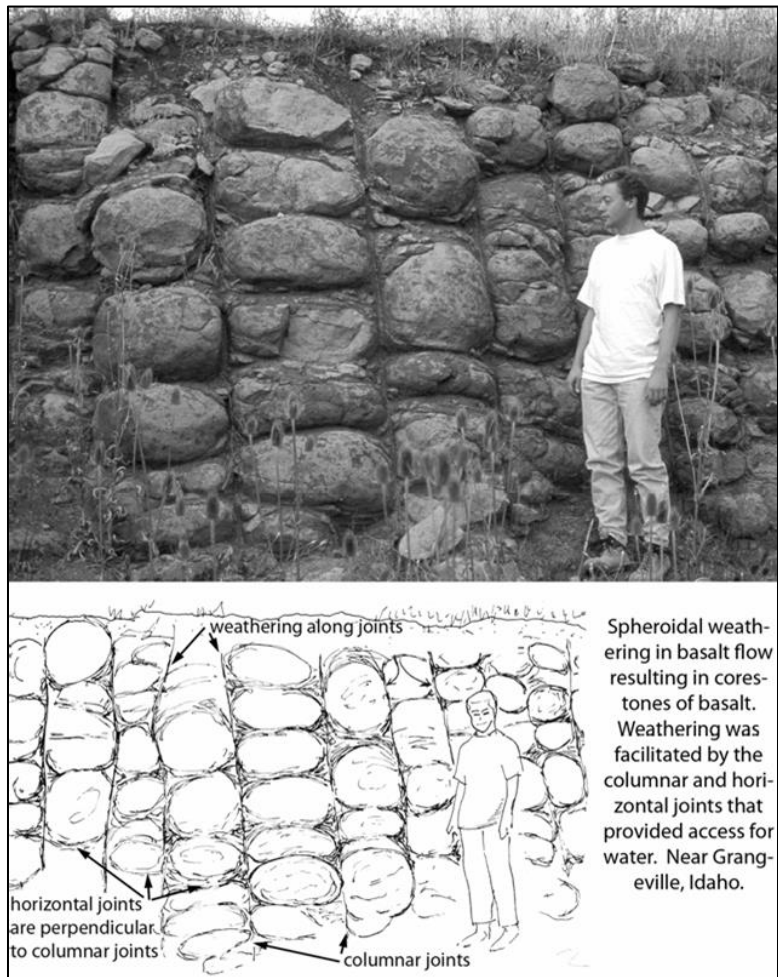 weathering along joints
Spheroidal weath-
ering in basalt flow
resulting in cores-
tones of basalt.
Weathering was
facilitated by the
columnar and hori-
zontal joints that
provided access for
water. Near Grang-
eville, Idaho.
horizontal joints
are perpendicular
to columnar joints
columnar joints